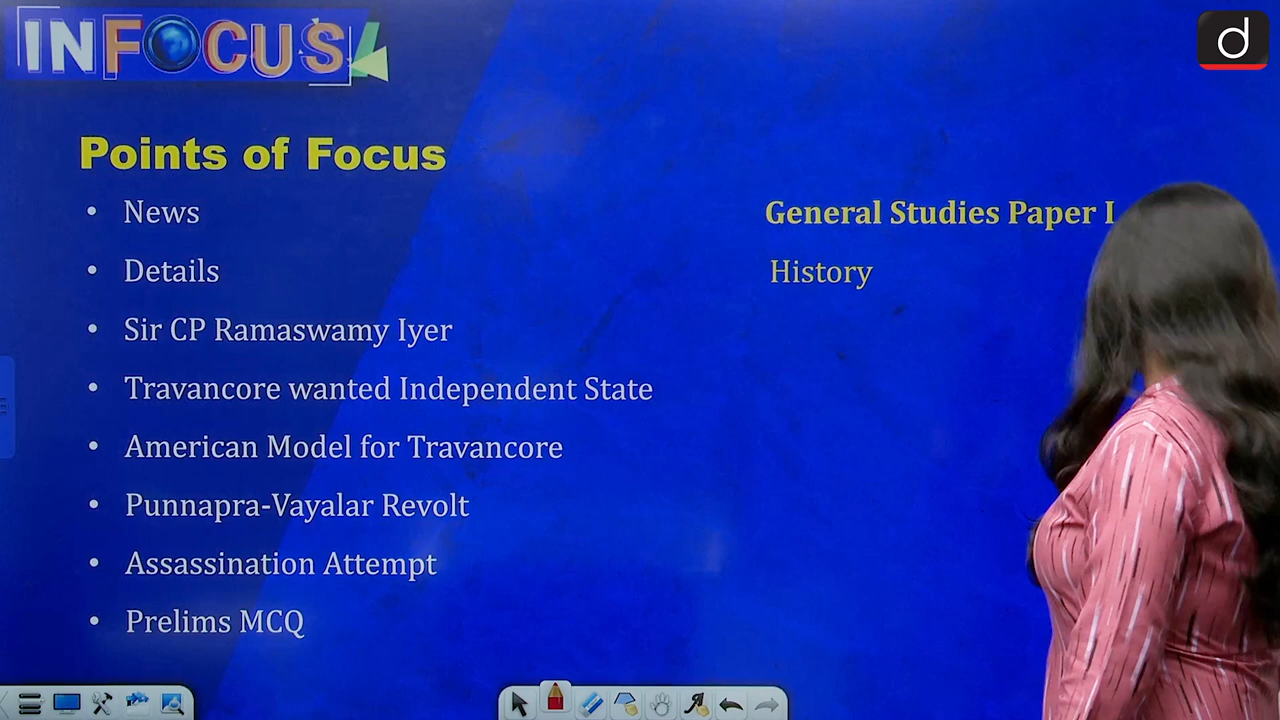 INFOCUS
d
Points of Focus
• News
General Studies Paper I
• Details
History
• Sir CP Ramaswamy Iyer
• Travancore wanted Independent State
• American Model for Travancore
• Punnapra-Vayalar Revolt
• Assassination Attempt
• Prelims MCQ